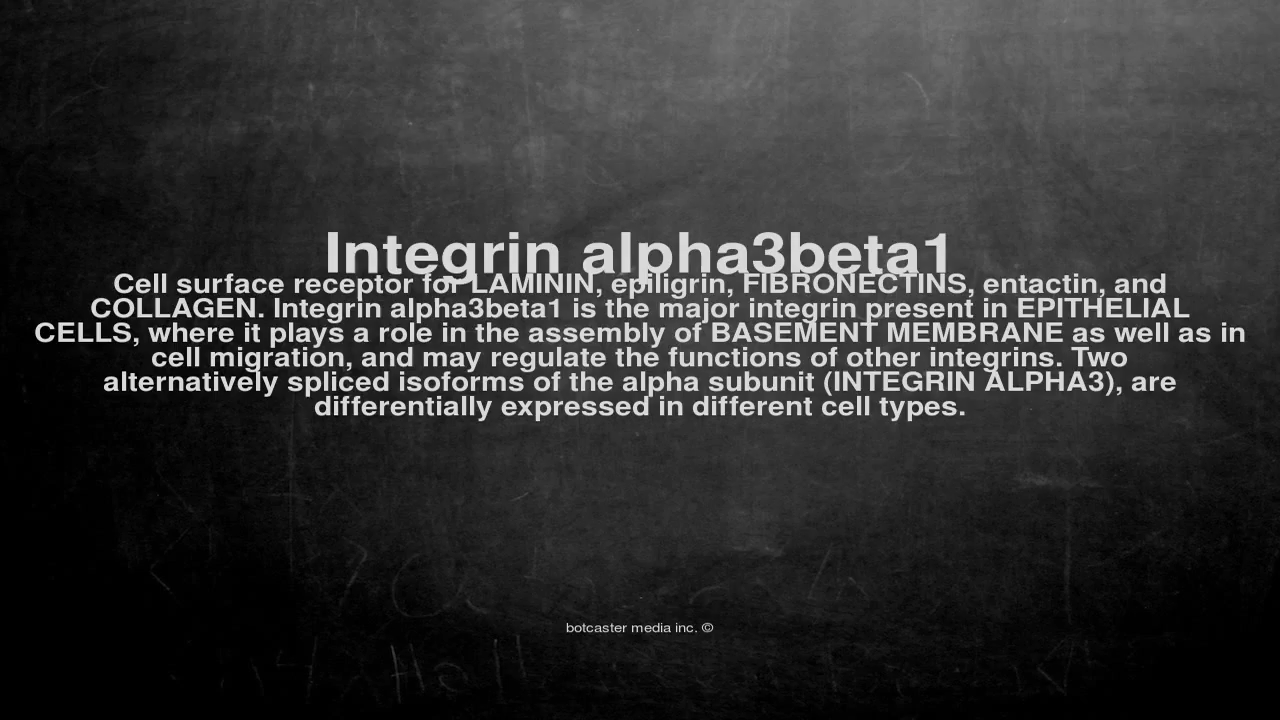 Integrin alpha3beta1
Cell surface receptor for LAMININ, epiligrin, FIBRONECTINS, entactin, and
COLLAGEN. Integrin alpha3beta1 is the major integrin present in EPITHELIAL
CELLS, where it plays a role in the assembly of BASEMENT MEMBRANE as well as in
cell migration, and may regulate the functions of other integrins. Two
alternatively spliced isoforms of the alpha subunit (INTEGRIN ALPHA3), are
differentially expressed in different cell types.
botcaster media inc. ©